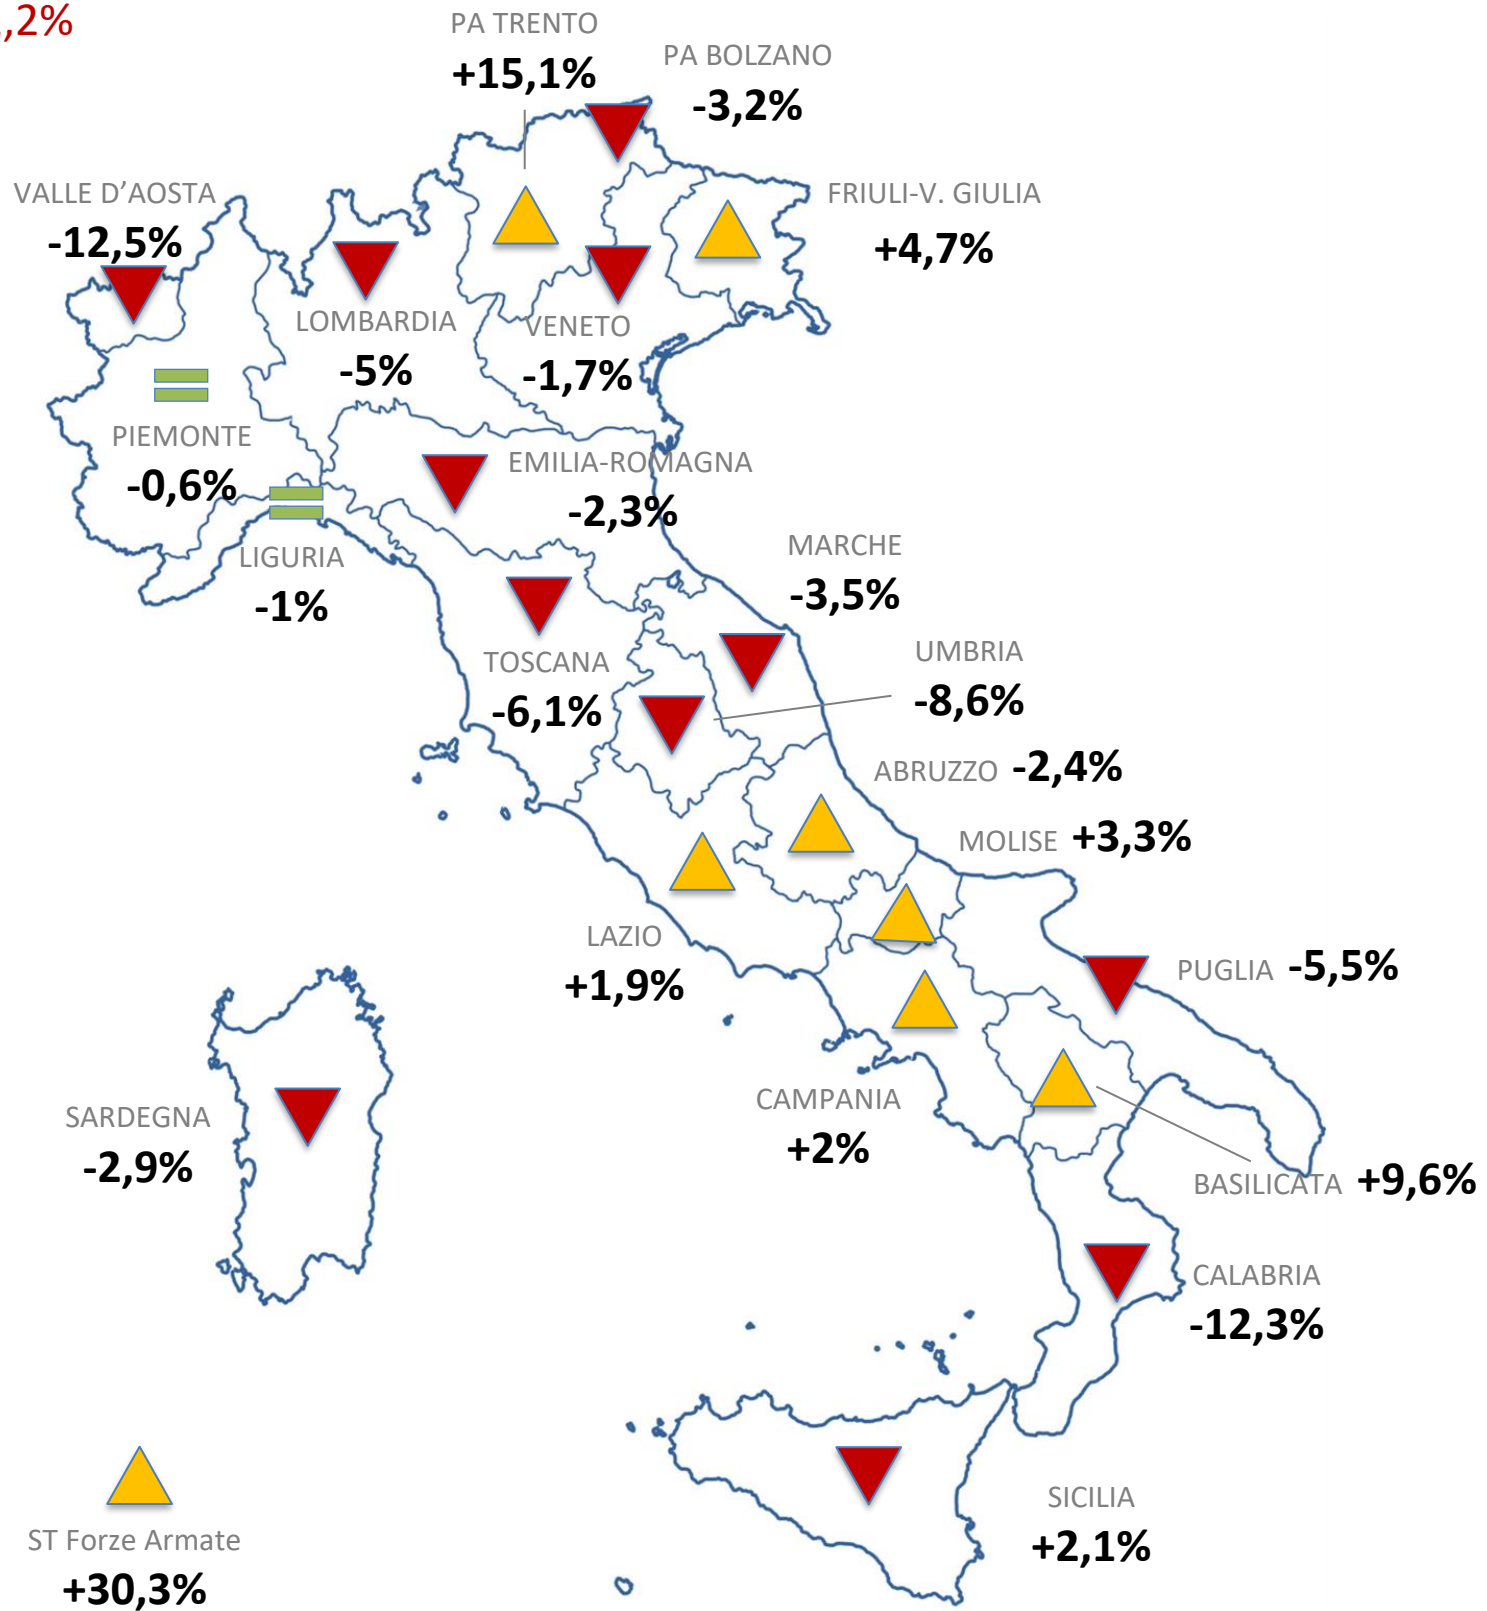 ,2%
PA TRENTO
+15,1%
PA BOLZANO
-3,2%
VALLE D’AOSTA
-12,5%
FRIULI-V. GIULIA
+4,7%
LOMBARDIA
-5%
VENETO
-1,7%
PIEMONTE
-0,6%
EMILIA-ROMAGNA
-2,3%
LIGURIA
-1%
MARCHE
-3,5%
TOSCANA
-6,1%
UMBRIA
-8,6%
ABRUZZO -2,4%
MOLISE +3,3%
LAZIO
+1,9%
PUGLIA -5,5%
CAMPANIA
+2%
SARDEGNA
-2,9%
BASILICATA +9,6%
CALABRIA
-12,3%
SICILIA
+2,1%
ST Forze Armate
+30,3%